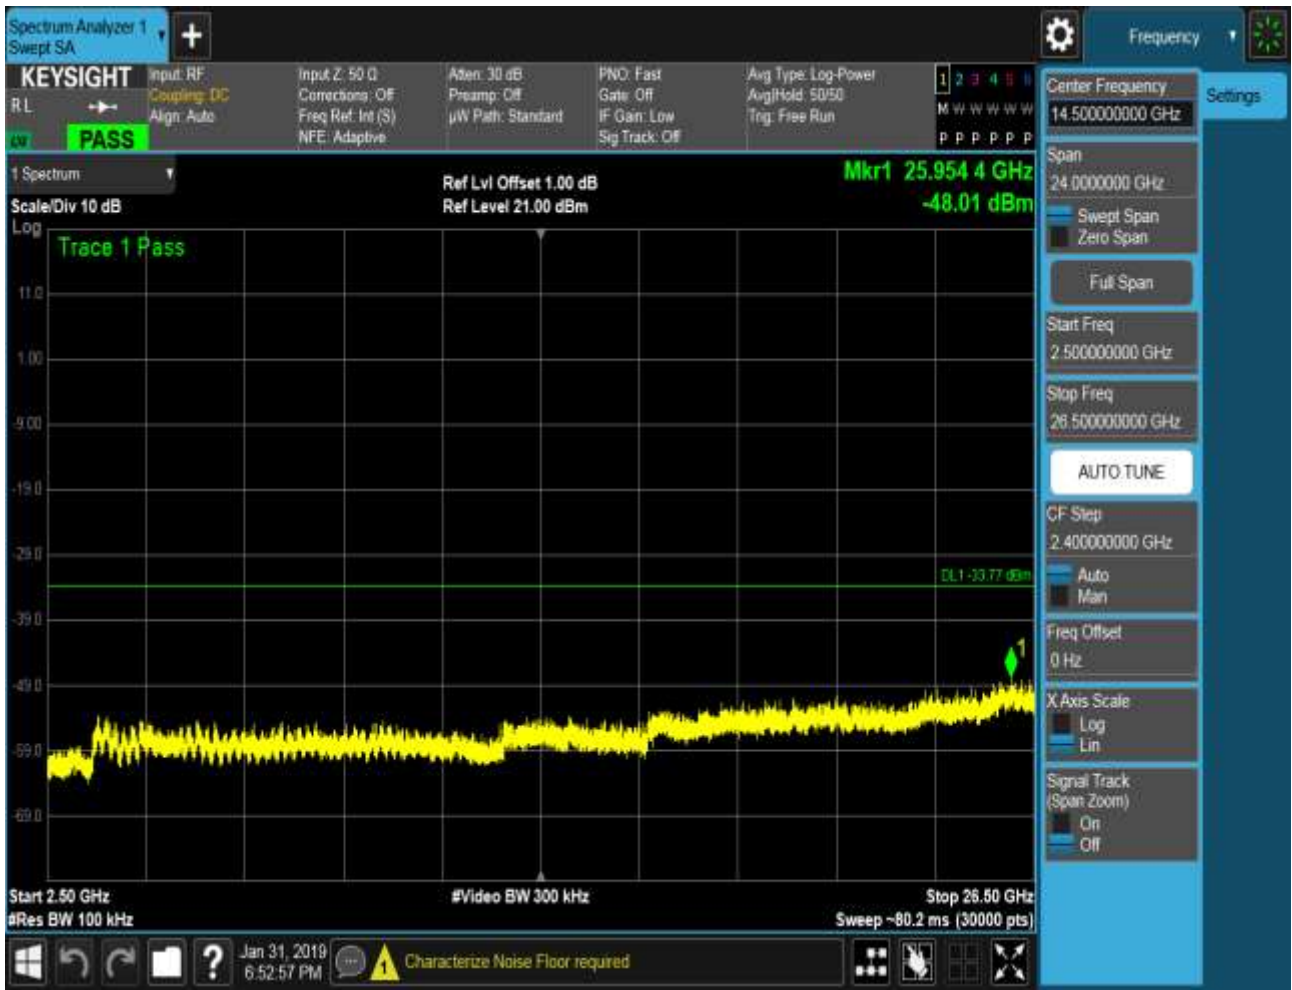 Spectrum Analyzer 1
Swept SA
+
Frequency
KEYSIGHT
R L
PASS
Input: RF
Coupling: DC
Align: Auto
Input Z: 50 Ω
Corrections: Off
Freq Ref: Int (S)
NFE: Adaptive
Atten: 30 dB
Preamp: Off
µW Path: Standard
PNO: Fast
Gate: Off
IF Gain: Low
Sig Track: Off
Avg Type: Log-Power
Avg|Hold: 50/50
Trig: Free Run
1 2 3 4 5 6
M W W W W W
P P P P P P
1 Spectrum
Scale/Div 10 dB
Log
Ref Lvl Offset 1.00 dB
Ref Level 21.00 dBm
Mkr1 25.954 4 GHz
-48.01 dBm
Trace 1 Pass
11.0
1.00
-9.00
-19.0
-29.0
DL1 -33.77 dBm
-39.0
1
-49.0
-59.0
-69.0
Start 2.50 GHz
#Res BW 100 kHz
#Video BW 300 kHz
Stop 26.50 GHz
Sweep ~80.2 ms (30000 pts)
?
Jan 31, 2019
6:52:57 PM
1
Characterize Noise Floor required
Center Frequency
14.500000000 GHz
Settings
Span
24.0000000 GHz
Swept Span
Zero Span
Full Span
Start Freq
2.500000000 GHz
Stop Freq
26.500000000 GHz
AUTO TUNE
CF Step
2.400000000 GHz
Auto
Man
Freq Offset
0 Hz
X Axis Scale
Log
Lin
Signal Track
(Span Zoom)
On
Off